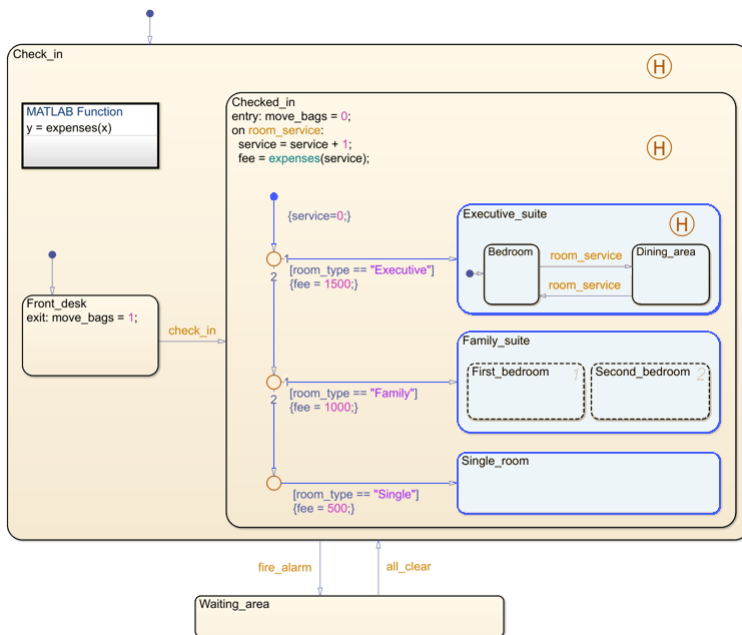 Check_in
H
MATLAB Function
y = expenses(x)
Checked_in
entry: move_bags = 0;
on room_service:
service = service + 1;
fee = expenses(service);
H
{service=0;}
Executive_suite
H
Bedroom
room_service
Dining_area
room_service
1
[room_type == "Executive"]
{fee = 1500;}
2
Front_desk
exit: move_bags = 1;
check_in
Family_suite
First_bedroom
1
Second_bedroom
2
1
[room_type == "Family"]
{fee = 1000;}
2
Single_room
[room_type == "Single"]
{fee = 500;}
fire_alarm
all_clear
Waiting_area